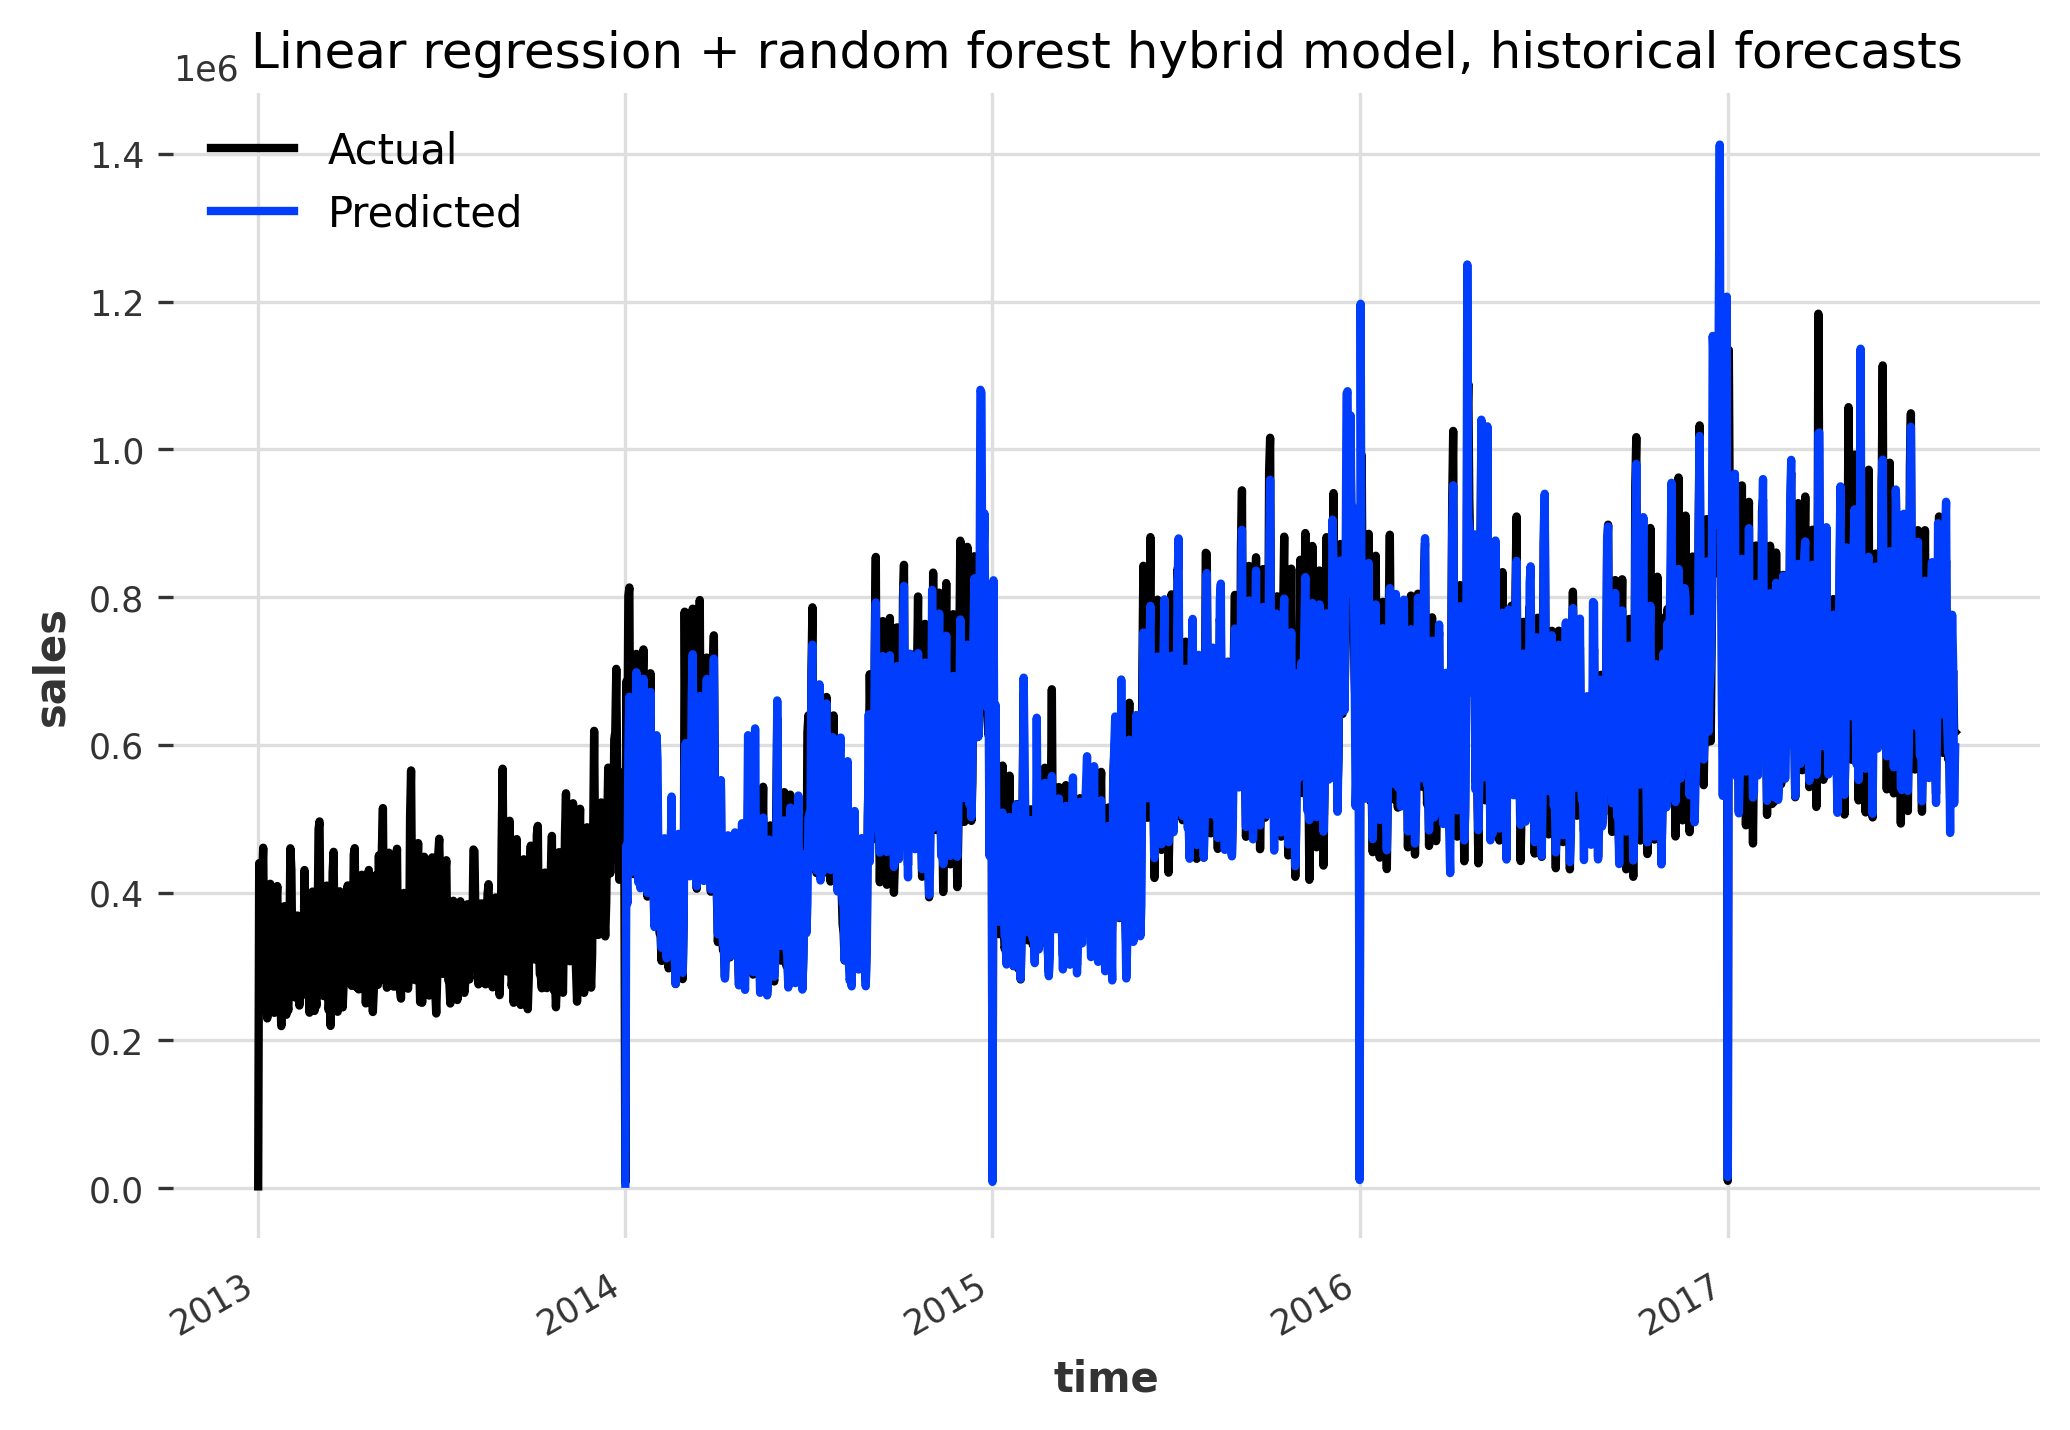 Linear regression + random forest hybrid model, historical forecasts
1e6
Actual
Predicted
1.4
1.2
1.0
0.8
0.6
0.4
0.2
0.0
sales
2013
2014
2015
2016
2017
time